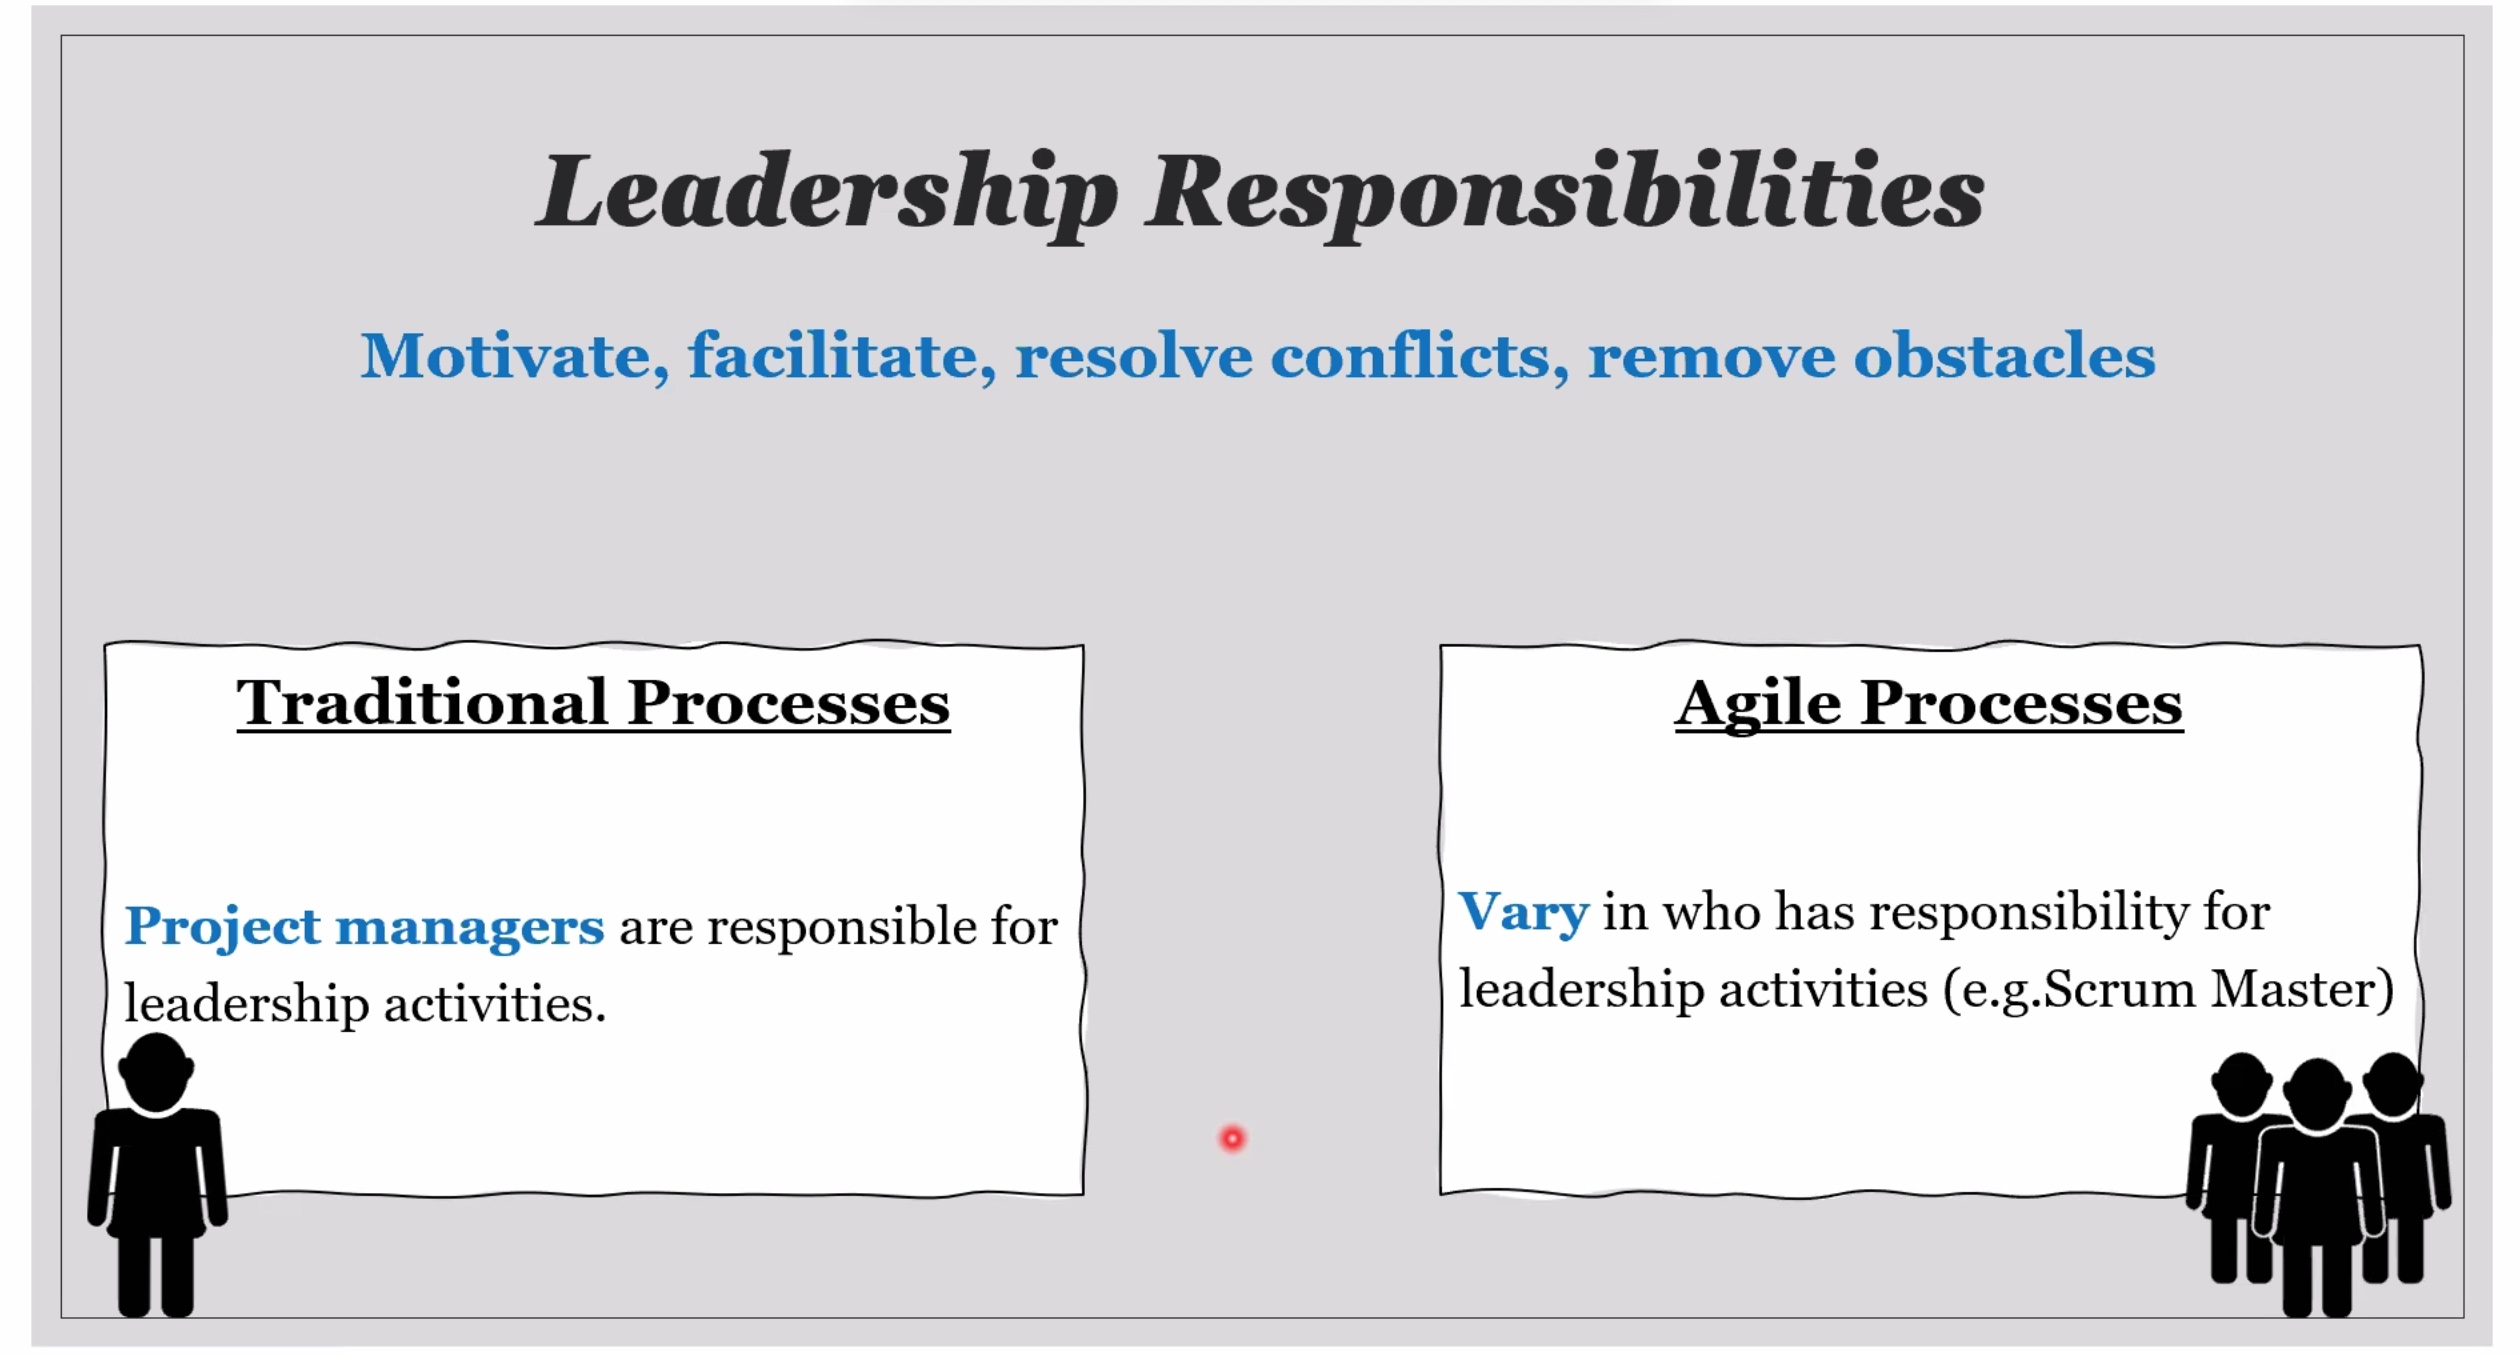 Leadership Responsibilities
Motivate, facilitate, resolve conflicts, remove obstacles
Traditional Processes
Project managers are responsible for
leadership activities.
Agile Processes
Vary in who has responsibility for
leadership activities (e.g.Scrum Master)